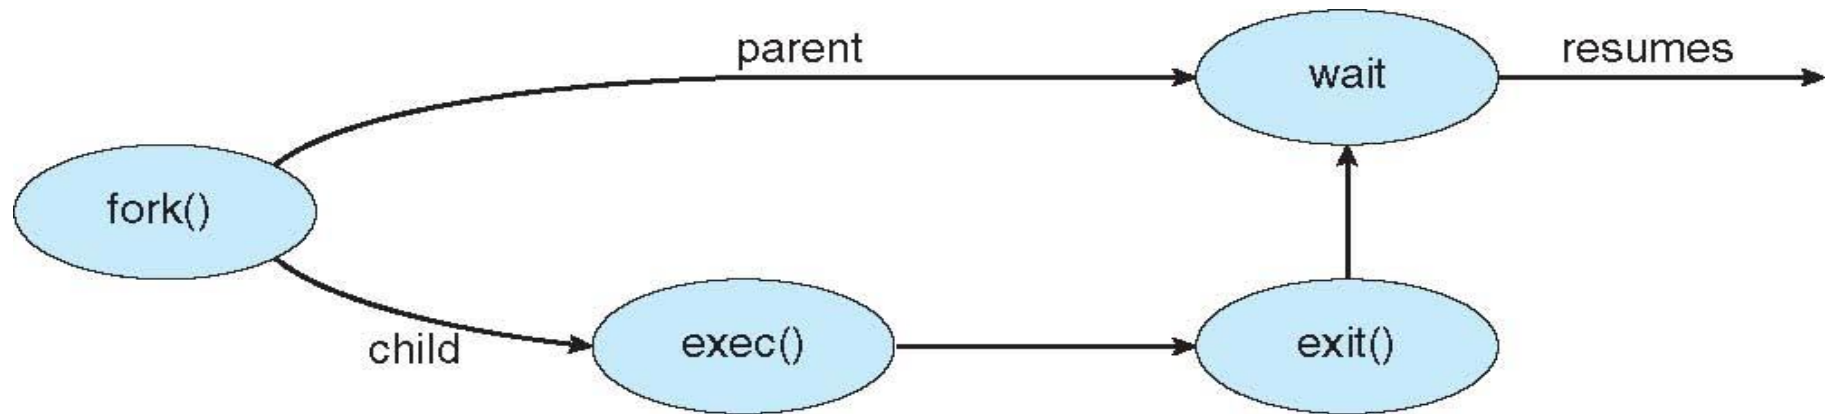 parent
wait
resumes
fork()
child
exec()
exit()